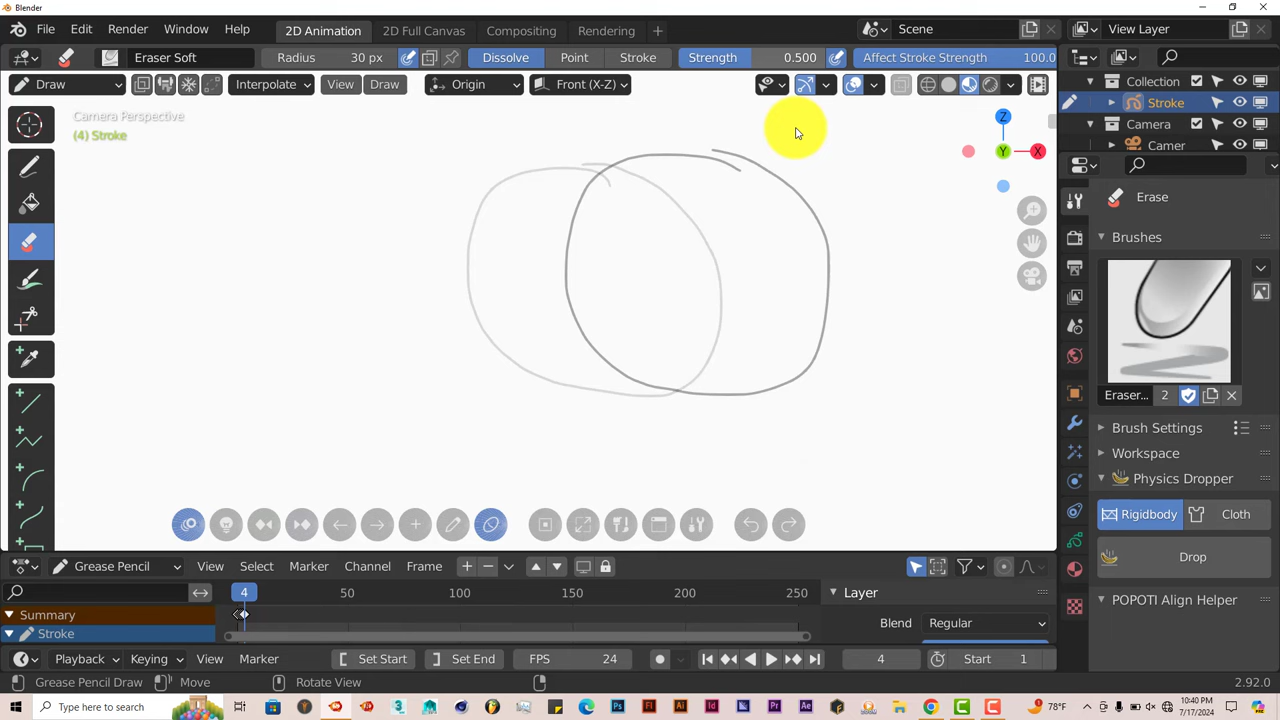 Blender
File Edit Render Window Help 2D Animation 2D Full Canvas Compositing Rendering + Scene View Layer
Eraser Soft Radius 30 px Dissolve Point Stroke Strength 0.500 Affect Stroke Strength 100.0
Draw Interpolate View Draw Origin Front (X-Z)
Collection
Stroke
Camera
Camer
Camera Perspective
(4) Stroke
Z
Y
X
Erase
Brushes
Eraser... 2
Brush Settings
Workspace
Physics Dropper
Rigidbody Cloth
Drop
POPOTI Align Helper
Grease Pencil View Select Marker Channel Frame
4 50 100 150 200 250
Layer
Summary
Blend Regular
Stroke
Playback Keying View Marker Set Start Set End FPS 24 4 Start 1
Grease Pencil Draw Move Rotate View 2.92.0
Type here to search 78°F 10:40 PM
7/17/2024